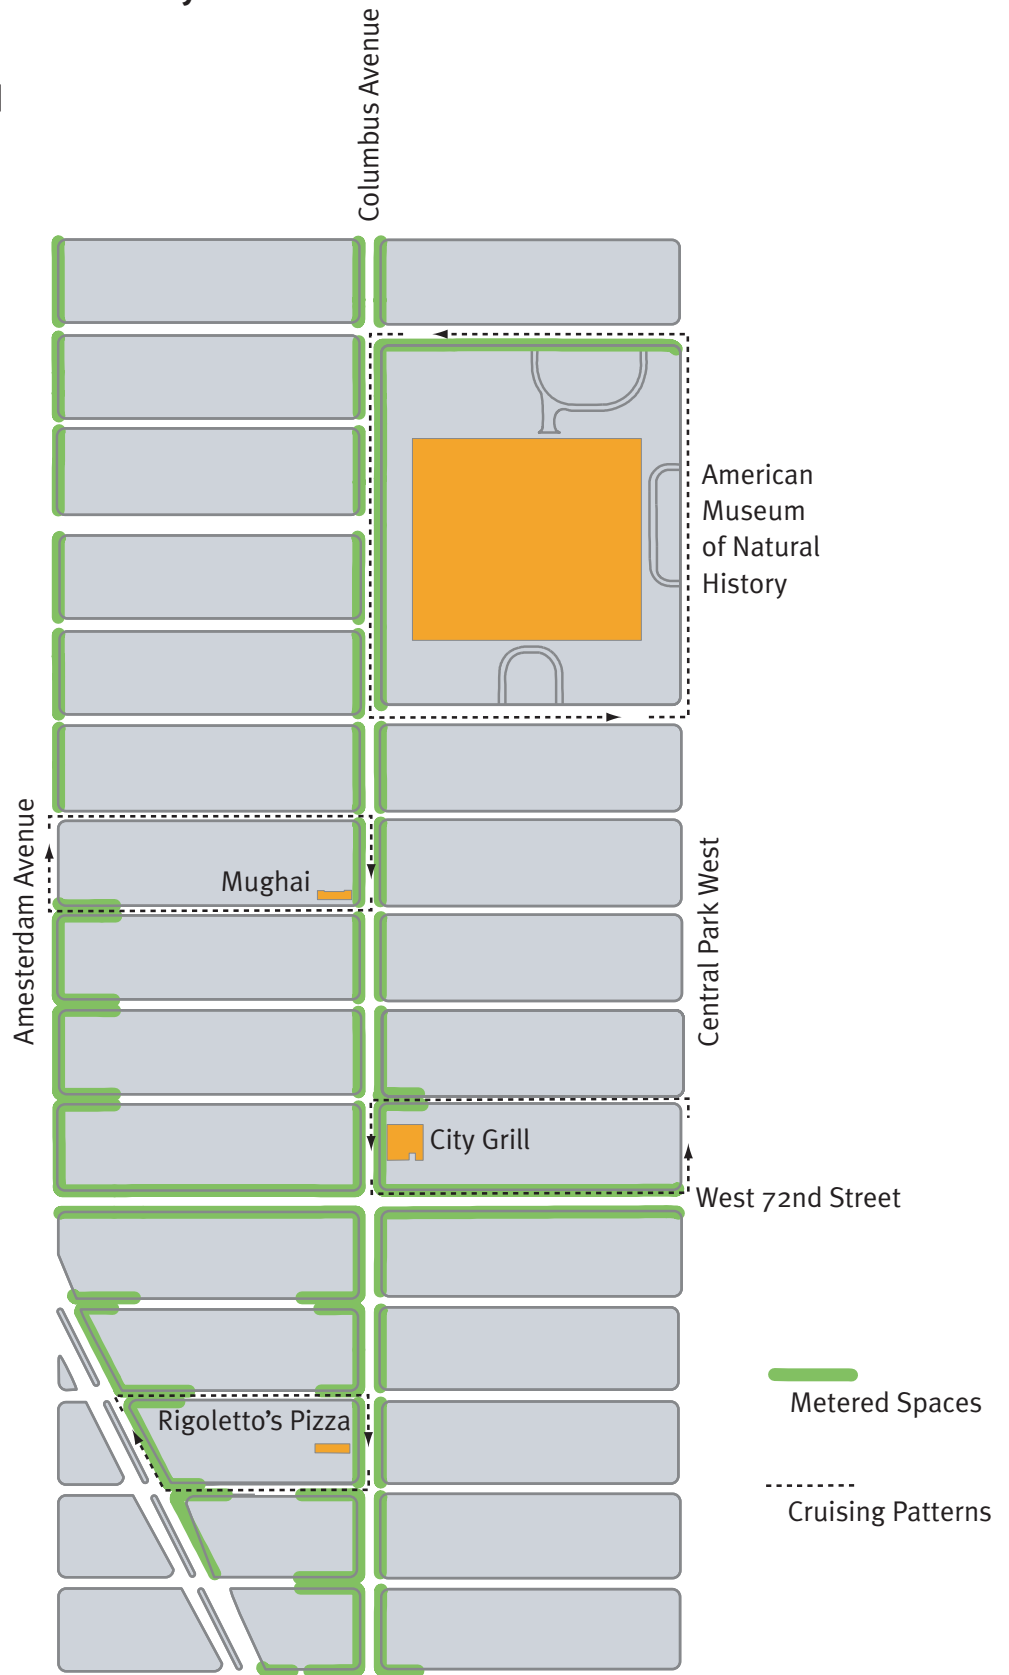 Columbus Avenue
American
Museum
of Natural
History
Amesterdam Avenue
Mughai
Central Park West
City Grill
West 72nd Street
Rigoletto's Pizza
Metered Spaces
Cruising Patterns